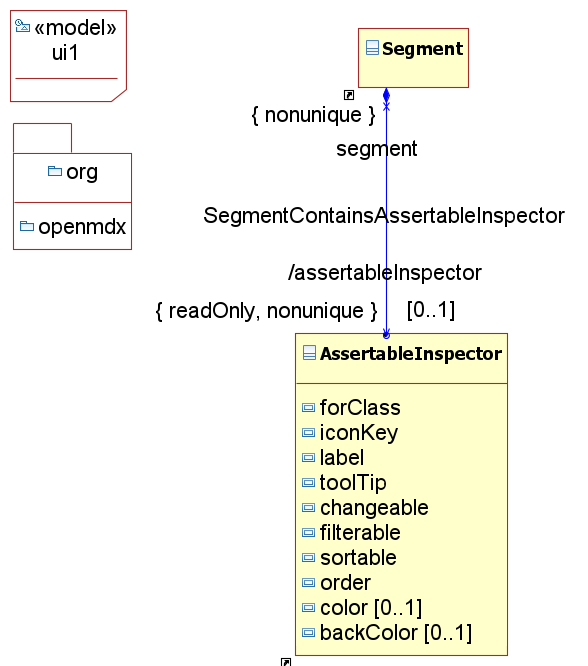 «model»
ui1
org
openmdx
Segment
{ nonunique }
segment
SegmentContainsAssertableInspector
/assertableInspector
{ readOnly, nonunique } [0..1]
AssertableInspector
forClass
iconKey
label
toolTip
changeable
filterable
sortable
order
color [0..1]
backColor [0..1]